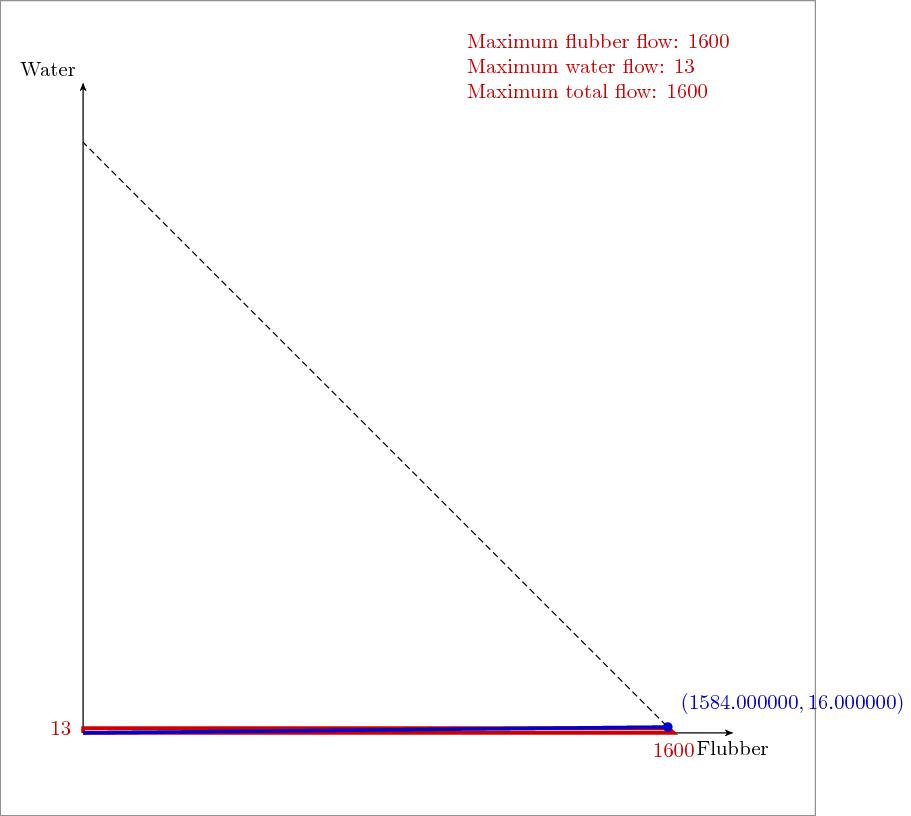 Maximum flubber flow: 1600
Maximum water flow: 13
Maximum total flow: 1600
Water
(1584.000000, 16.000000)
13
1600
Flubber